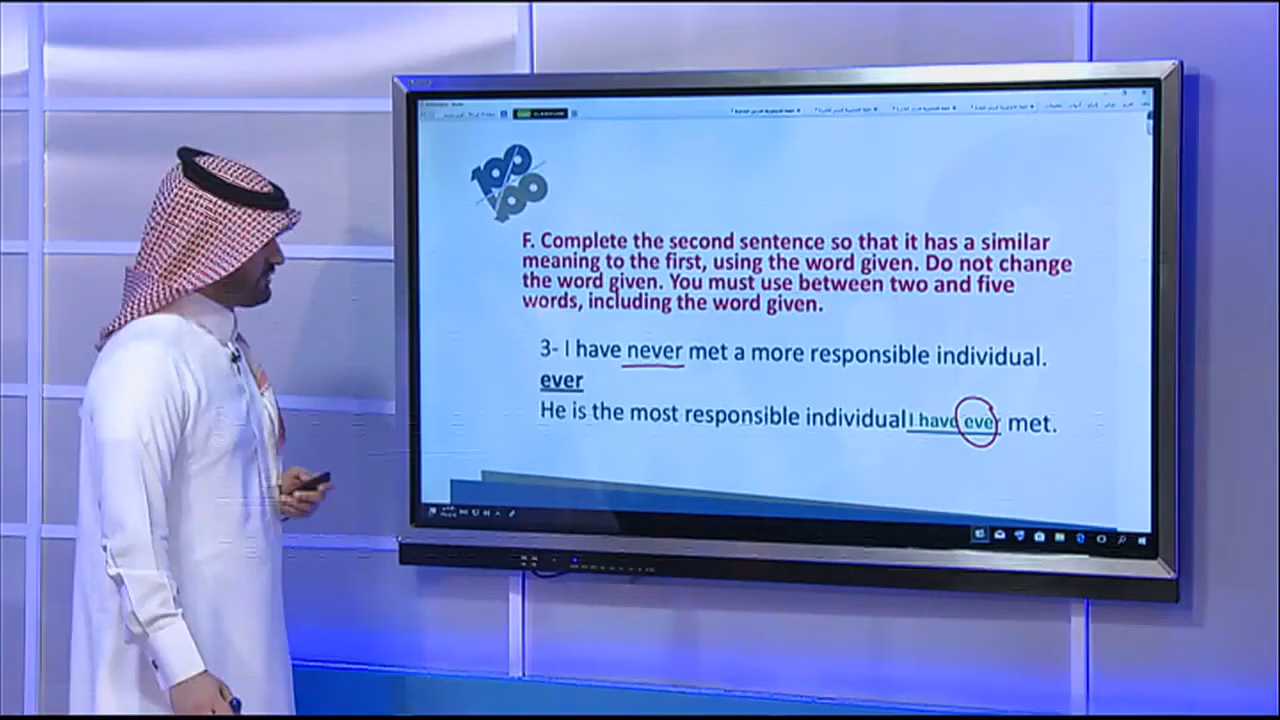 100
100
F. Complete the second sentence so that it has a similar
meaning to the first, using the word given. Do not change
the word given. You must use between two and five
words, including the word given.
3- I have never met a more responsible individual.
ever
He is the most responsible individual I have ever met.